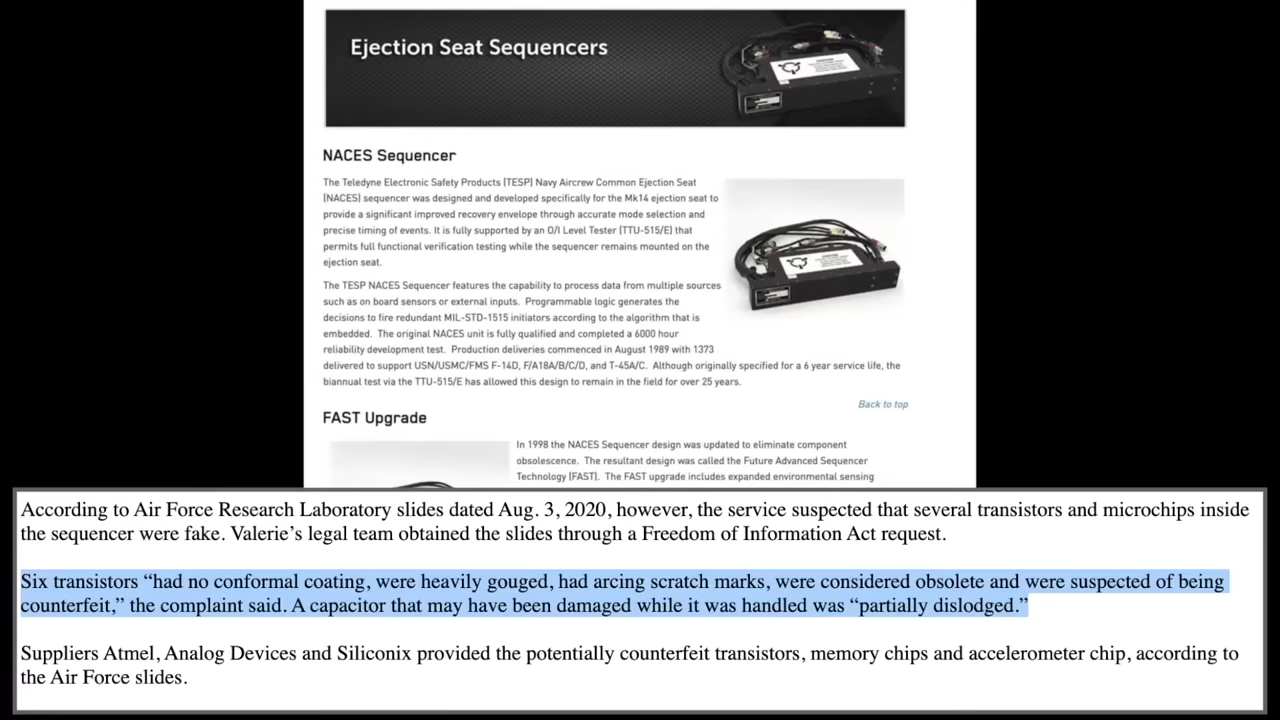 Ejection Seat Sequencers
NACES Sequencer
The Teledyne Electronic Safety Products (TESP) Navy Aircrew Common Ejection Seat
(NACES) sequencer was designed and developed specifically for the Mk14 ejection seat to
provide a significant improved recovery envelope through accurate mode selection and
precise timing of events. It is fully supported by an O/I Level Tester (TTU-515/E) that
permits full functional verification testing while the sequencer remains mounted on the
ejection seat.
The TESP NACES Sequencer features the capability to process data from multiple sources
such as on board sensors or external inputs. Programmable logic generates the
decisions to fire redundant MIL-STD-1515 initiators according to the algorithm that is
embedded. The original NACES unit is fully qualified and completed a 6000 hour
reliability development test. Production deliveries commenced in August 1989 with 1373
delivered to support USN/USMC/FMS F-14D, F/A18A/B/C/D, and T-45A/C. Although originally specified for a 6 year service life, the
biannual test via the TTU-515/E has allowed this design to remain in the field for over 25 years.
Back to top
FAST Upgrade
In 1998 the NACES Sequencer design was updated to eliminate component
obsolescence. The resultant design was called the Future Advanced Sequencer
Technology (FAST). The FAST upgrade includes expanded environmental sensing
According to Air Force Research Laboratory slides dated Aug. 3, 2020, however, the service suspected that several transistors and microchips inside
the sequencer were fake. Valerie’s legal team obtained the slides through a Freedom of Information Act request.
Six transistors “had no conformal coating, were heavily gouged, had arcing scratch marks, were considered obsolete and were suspected of being
counterfeit,” the complaint said. A capacitor that may have been damaged while it was handled was “partially dislodged.”
Suppliers Atmel, Analog Devices and Siliconix provided the potentially counterfeit transistors, memory chips and accelerometer chip, according to
the Air Force slides.